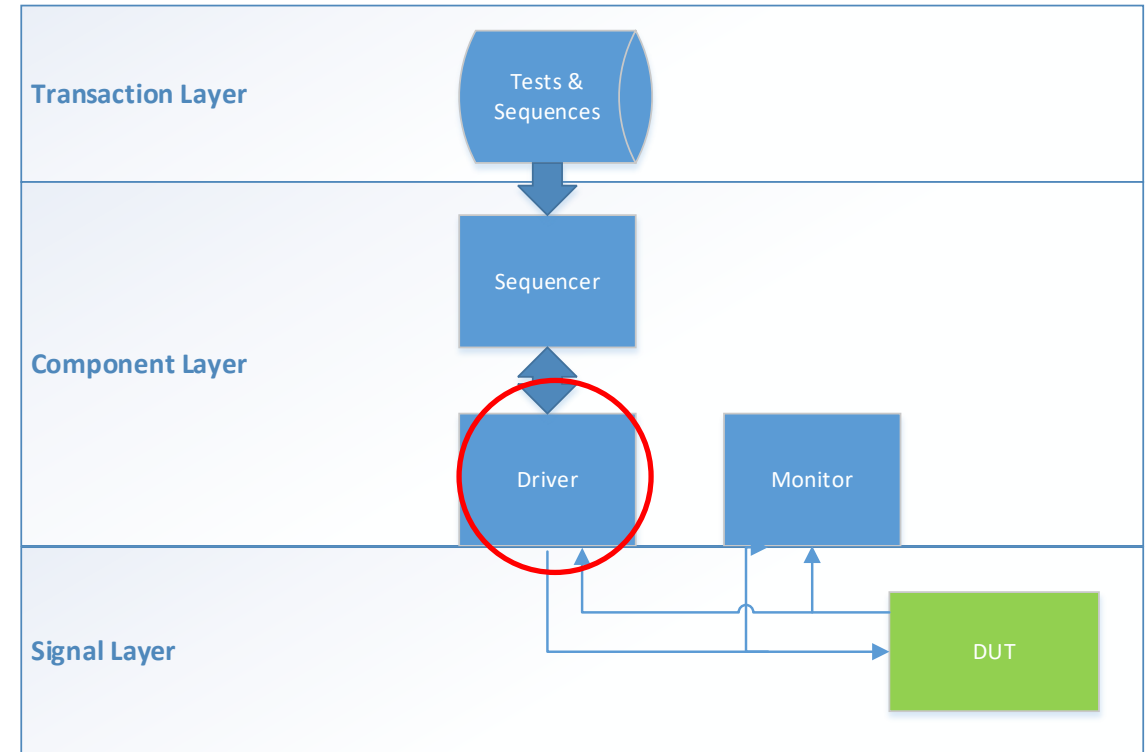 Transaction Layer
Tests &
Sequences
Sequencer
Component Layer
Driver
Monitor
Signal Layer
DUT